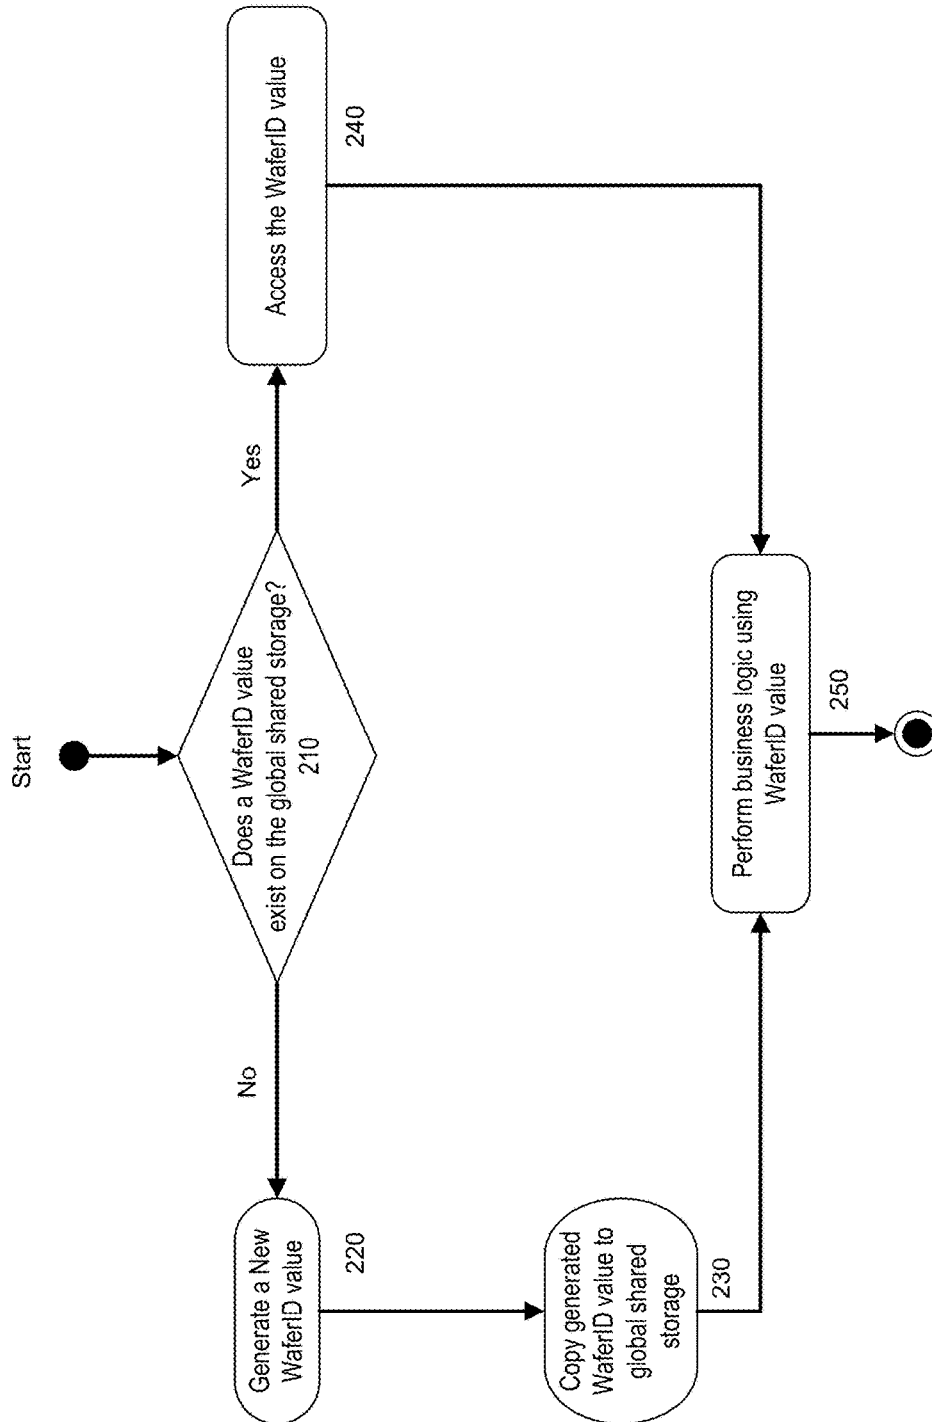 Start
Does a WaferID value
exist on the global shared storage?
210
No
Yes
Generate a New
WaferID value
220
Access the WaferID value
240
Copy generated
WaferID value to
global shared
storage
230
Perform business logic using
WaferID value
250